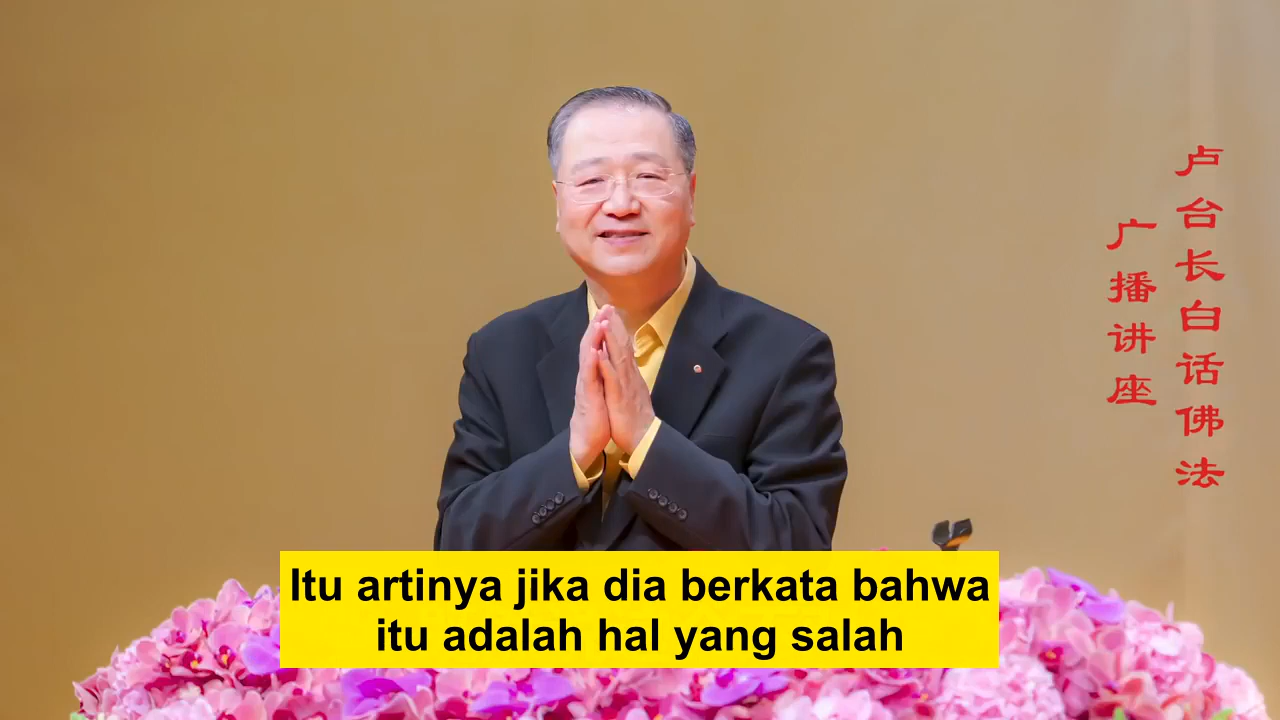 卢台长白话佛法
广播讲座
Itu artinya jika dia berkata bahwa
itu adalah hal yang salah